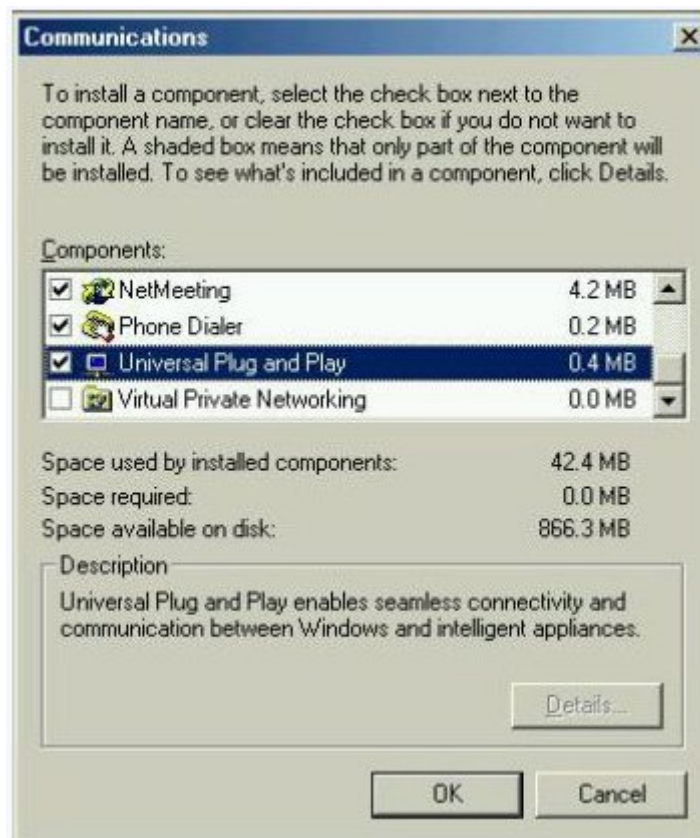 Communications
To install a component, select the check box next to the
component name, or clear the check box if you do not want to
install it. A shaded box means that only part of the component will
be installed. To see what's included in a component, click Details.
Components:
NetMeeting 4.2 MB
Phone Dialer 0.2 MB
Universal Plug and Play 0.4 MB
Virtual Private Networking 0.0 MB
Space used by installed components: 42.4 MB
Space required: 0.0 MB
Space available on disk: 866.3 MB
Description
Universal Plug and Play enables seamless connectivity and
communication between Windows and intelligent appliances.
Details...
OK Cancel